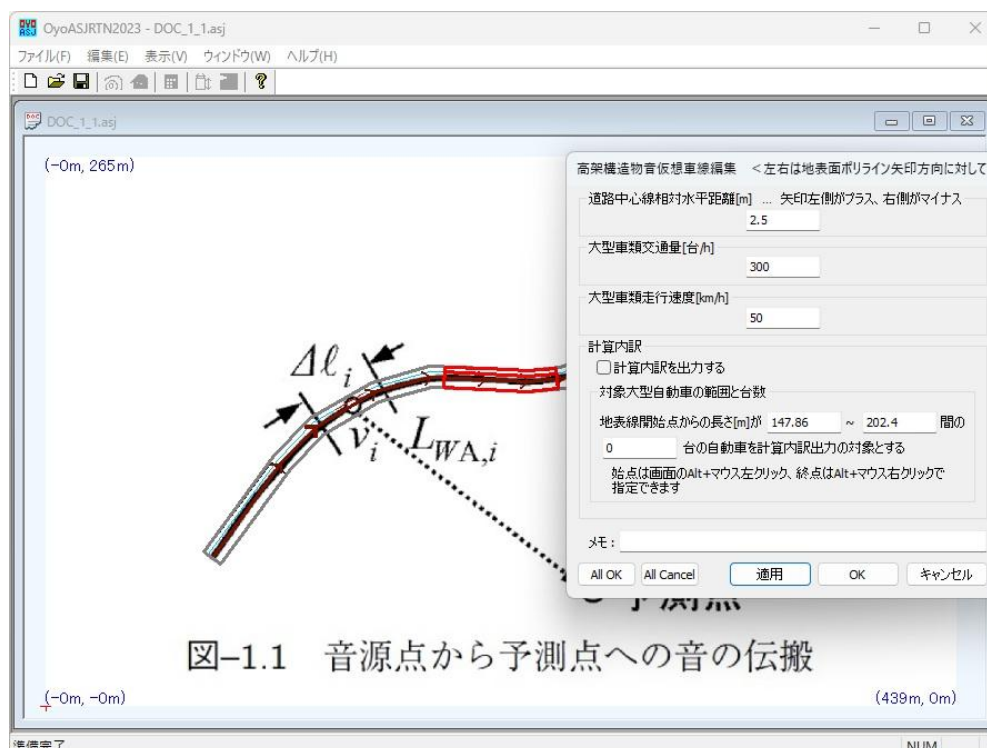 OyoASJRTN2023 - DOC_1_1.asj
ファイル(F) 編集(E) 表示(V) ウィンドウ(W) ヘルプ(H)
DOC_1_1.asj
(-0m, 265m)
高架構造物音仮想車線編集 <左右は地表面ポリライン矢印方向に対して
道路中心線相対水平距離[m] ... 矢印左側がプラス、右側がマイナス
2.5
大型車類交通量[台/h]
300
大型車類走行速度[km/h]
50
計算内訳
計算内訳を出力する
対象大型自動車の範囲と台数
地表線開始点からの長さ[m]が 147.86 ~ 202.4 間の
0 台の自動車を計算内訳出力の対象とする
始点は画面のAlt+マウス左クリック、終点はAlt+マウス右クリックで
指定できます
メモ:
All OK All Cancel 適用 OK キャンセル
Δℓi
νi
LWA,i
予測点
図-1.1 音源点から予測点への音の伝搬
(-0m, -0m)
(439m, 0m)
準備完了
NUM